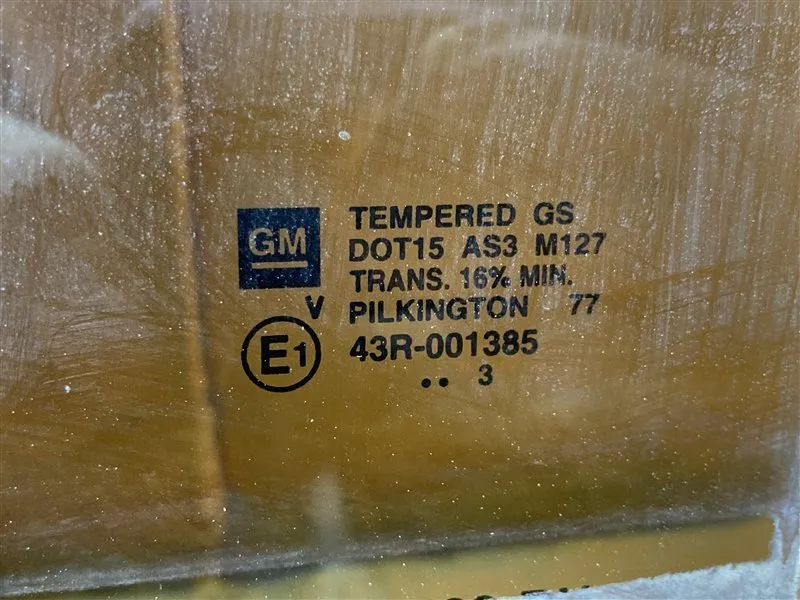 GM
TEMPERED GS
DOT15 AS3 M127
TRANS. 16% MIN.
V PILKINGTON 77
E1 43R-001385
.. 3